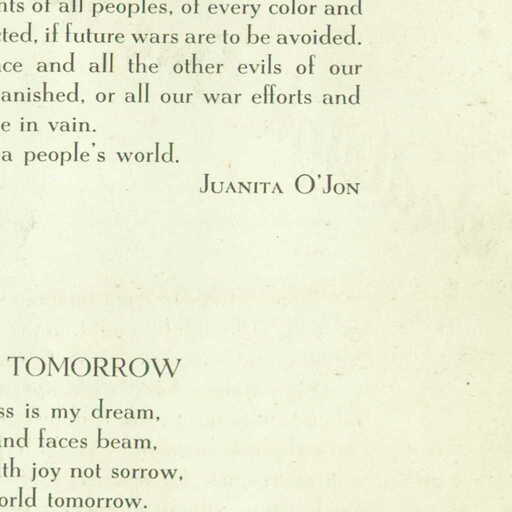 nts of all peoples, of every color and
cted, if future wars are to be avoided.
ce and all the other evils of our
anished, or all our war efforts and
e in vain.
a people's world.
Juanita O'Jon
TOMORROW
ss is my dream,
nd faces beam,
th joy not sorrow,
orld tomorrow.